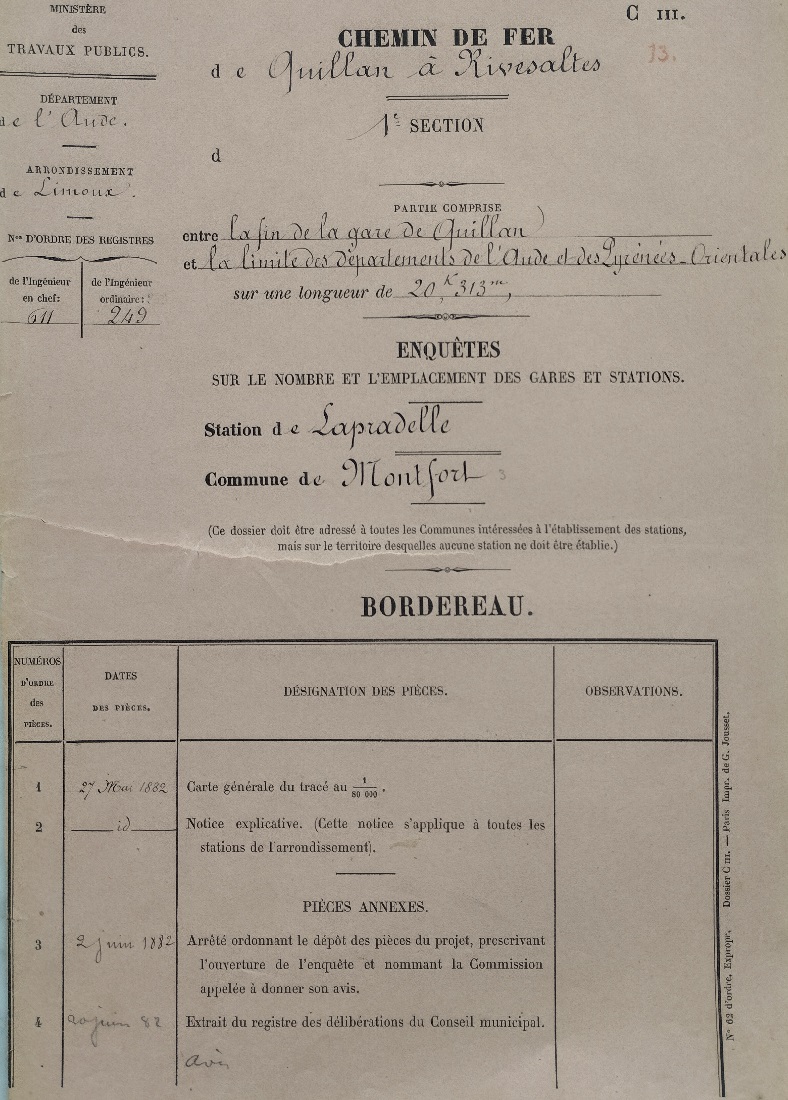 MINISTÈRE
des
TRAVAUX PUBLICS.
DÉPARTEMENT
de l'Aude.
ARRONDISSEMENT
de Limoux.
Nos D'ORDRE DES REGISTRES
de l'Ingénieur
en chef:
611
de l'Ingénieur
ordinaire:
249
C III.
13.
CHEMIN DE FER
de Quillan à Rivesaltes
1e SECTION
d
PARTIE COMPRISE
entre la fin de la gare de Quillan
et la limite des Départements de l'Aude et des Pyrénées-Orientales
sur une longueur de 20K,313m,
ENQUÊTES
SUR LE NOMBRE ET L'EMPLACEMENT DES GARES ET STATIONS.
Station de Lapradelle
Commune de Montfort 3
(Ce dossier doit être adressé à toutes les Communes intéressées à l'établissement des stations,
mais sur le territoire desquelles aucune station ne doit être établie.)
BORDEREAU.
NUMÉROS
D'ORDRE
des
PIÈCES.
DATES
DES PIÈCES.
DÉSIGNATION DES PIÈCES.
OBSERVATIONS.
1 27 Mai 1882 Carte générale du tracé au 1/80 000.
2 id Notice explicative. (Cette notice s'applique à toutes les
stations de l'arrondissement).
PIÈCES ANNEXES.
3 2 juin 1882 Arrêté ordonnant le dépôt des pièces du projet, prescrivant
l'ouverture de l'enquête et nommant la Commission
appelée à donner son avis.
4 20 juin 82 Extrait du registre des délibérations du Conseil municipal.
avis
N° 62 d'ordre, Expropr. Dossier C III. — Paris Impr. de G. Jousset.